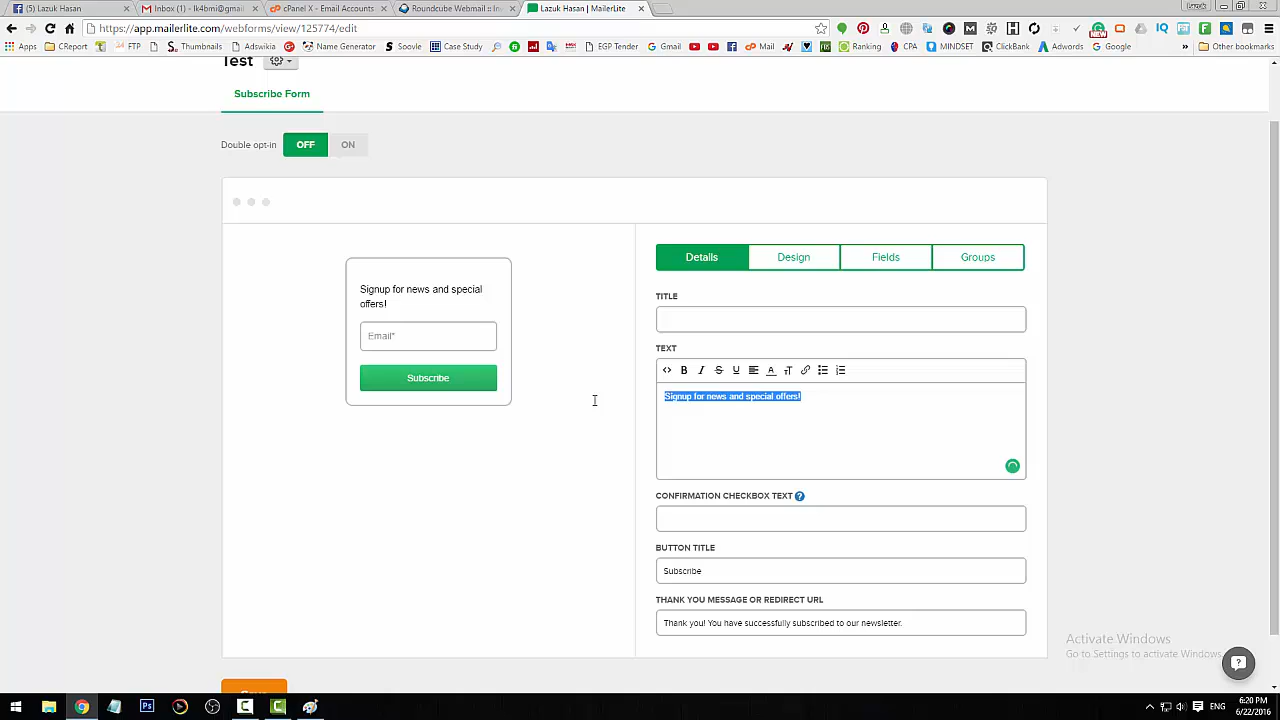 (5) Lazuk Hasan
Inbox (1) - lk4bm@gmail
cPanel X - Email Accounts
Roundcube Webmail :: In
Lazuk Hasan | MailerLite
https://app.mailerlite.com/webforms/view/125774/edit
Apps CReport FTP Thumbnails Adswikia Name Generator S.Google Case Study EGP Tender Gmail Mail Ranking CPA MINDSET ClickBank Adwords Google » Other bookmarks
Test
Subscribe Form
Double opt-in OFF ON
Signup for news and special
offers!
Email*
Subscribe
Details Design Fields Groups
TITLE
TEXT
Signup for news and special offers!
CONFIRMATION CHECKBOX TEXT ?
BUTTON TITLE
Subscribe
THANK YOU MESSAGE OR REDIRECT URL
Thank you! You have successfully subscribed to our newsletter.
Activate Windows
Go to Settings to activate Windows.
Save
ENG
6:20 PM
6/22/2016